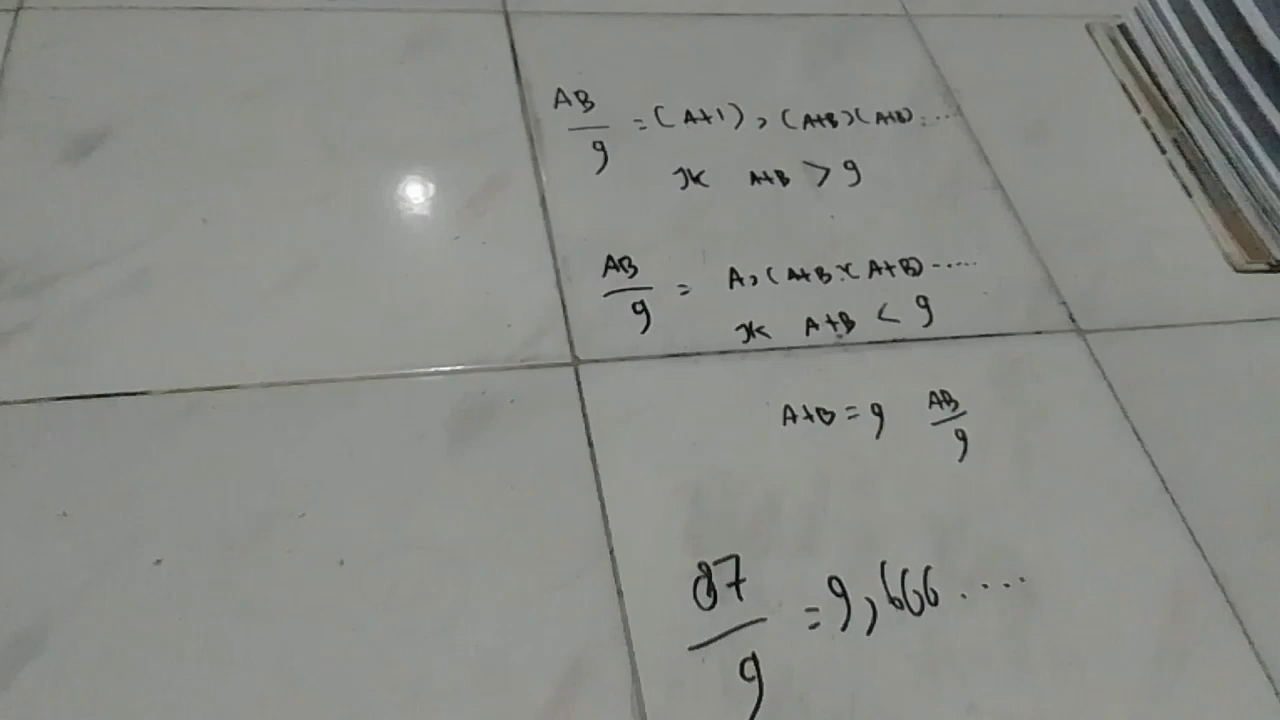 AB/9 = (A+1), (A+B)(A+B)....
jk A+B > 9
AB/9 = A,(A+B)(A+B).....
jk A+B < 9
A+B = 9 AB/9
87/9 = 9,666....